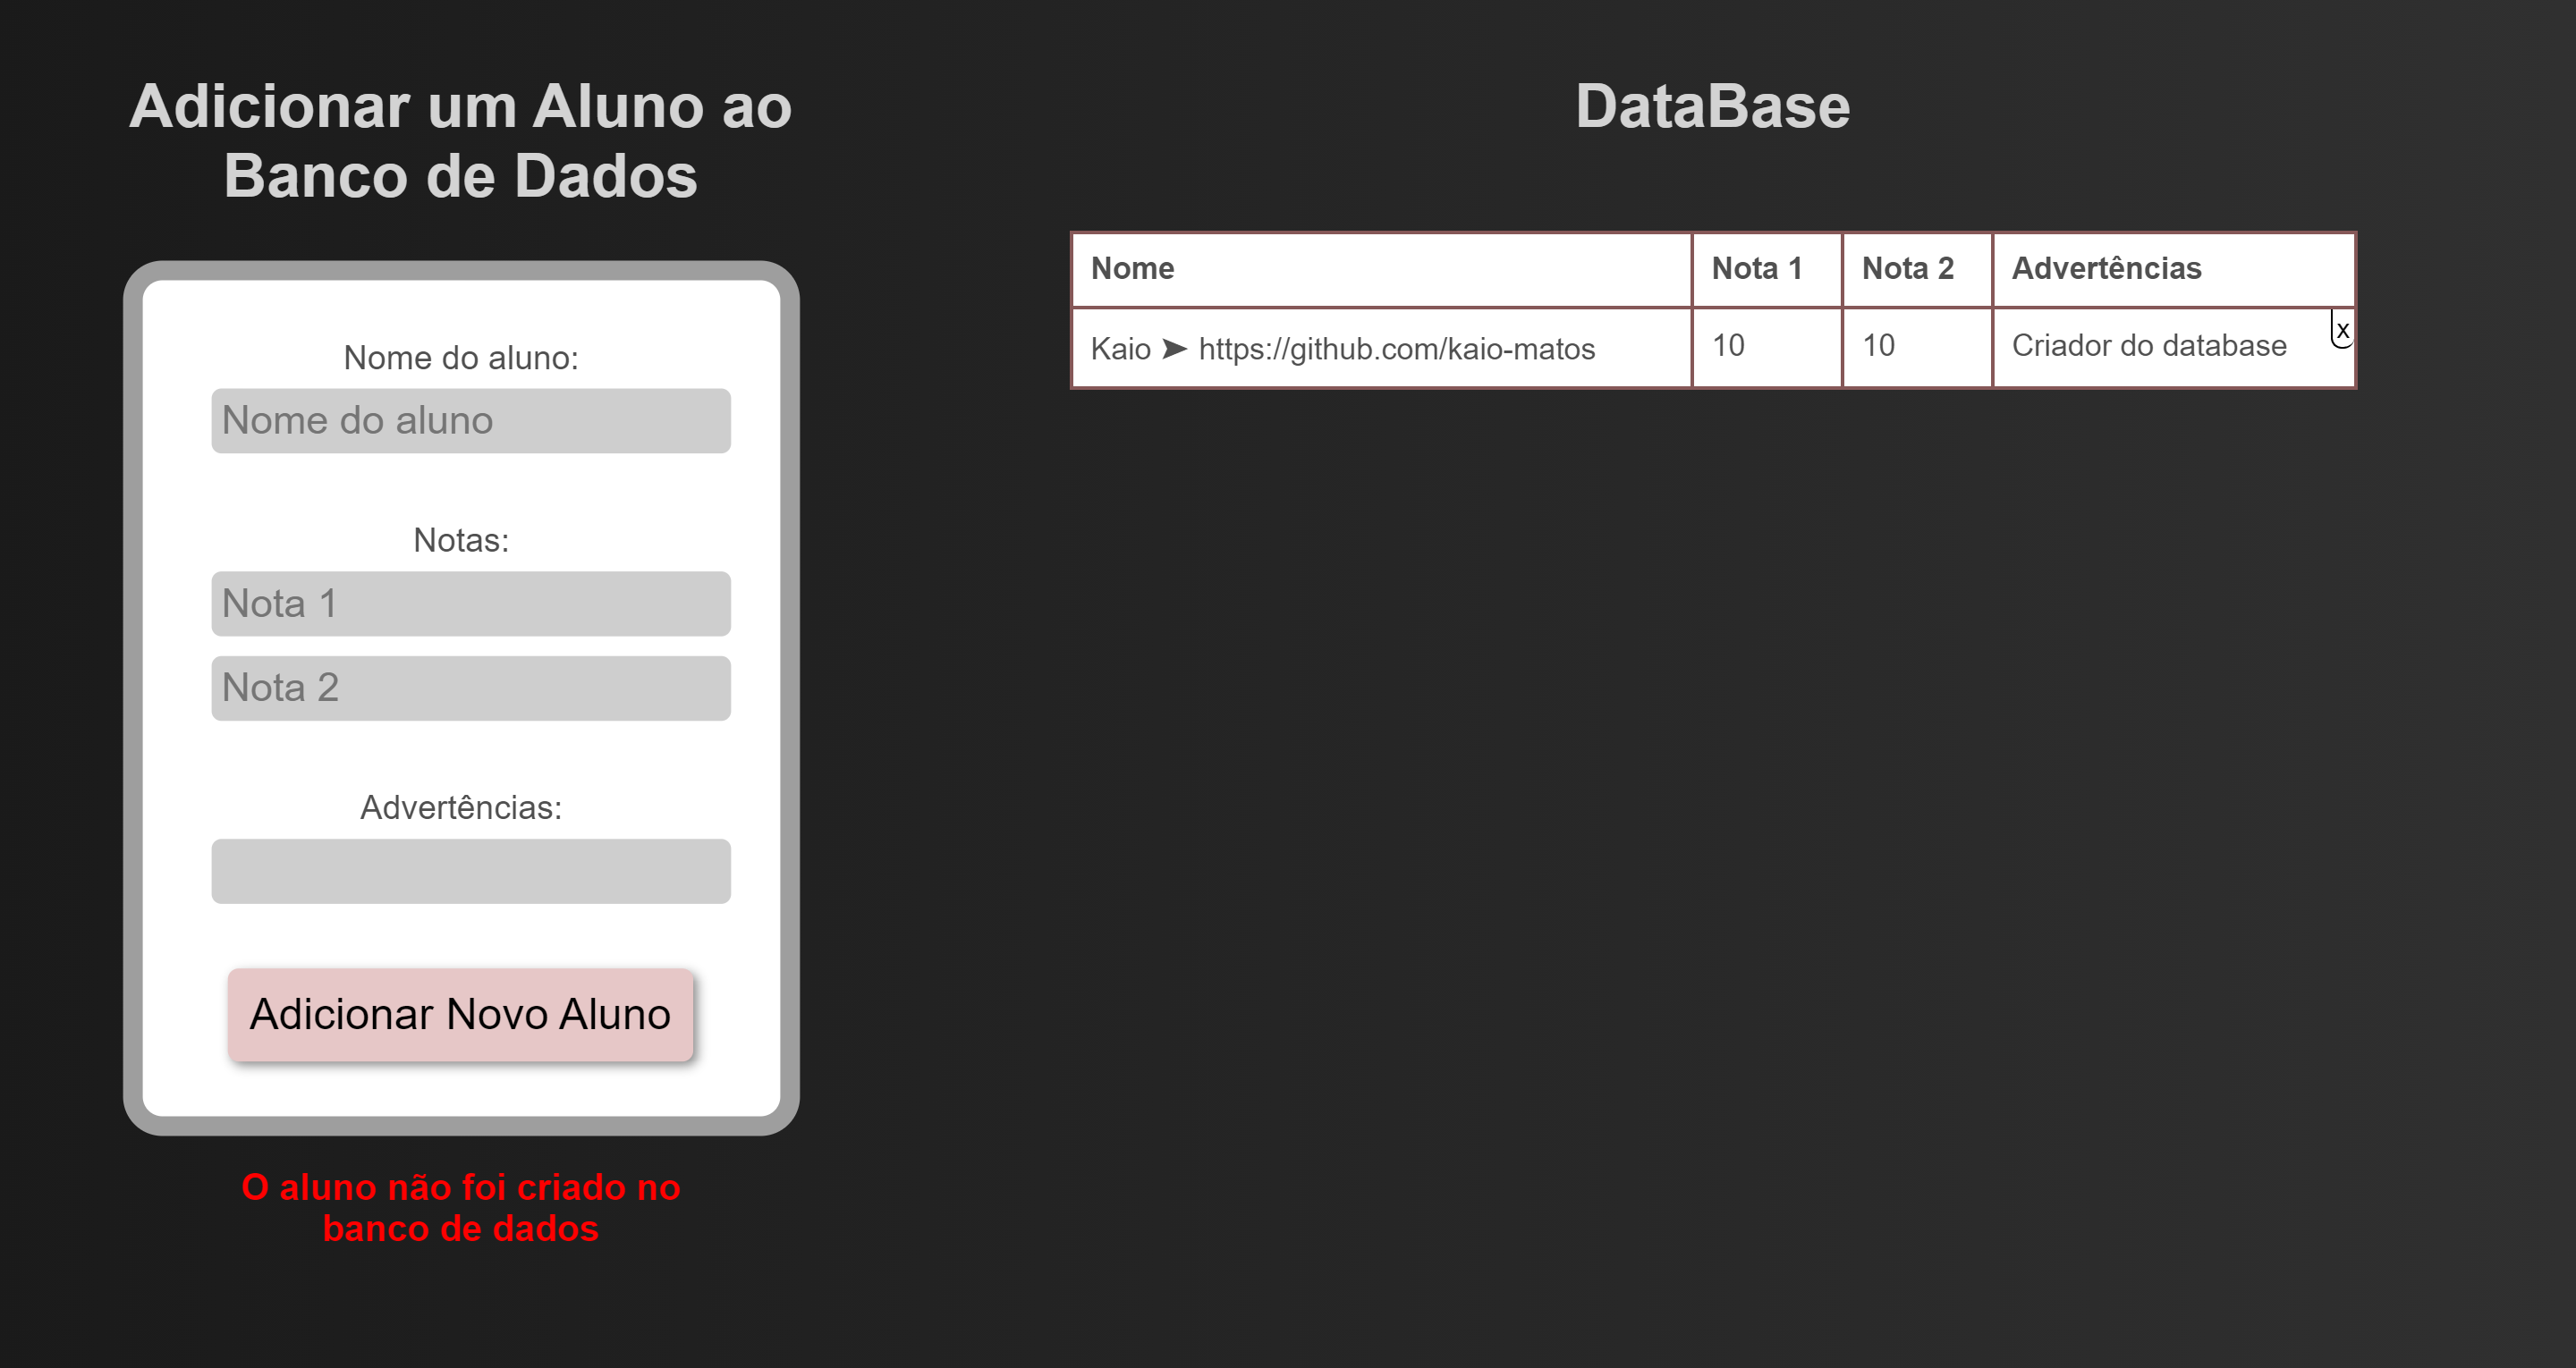 Adicionar um Aluno ao
Banco de Dados
Nome do aluno:
Nome do aluno
Notas:
Nota 1
Nota 2
Advertências:
Adicionar Novo Aluno
O aluno não foi criado no
banco de dados
DataBase
Nome Nota 1 Nota 2 Advertências
Kaio ➤ https://github.com/kaio-matos 10 10 Criador do database x